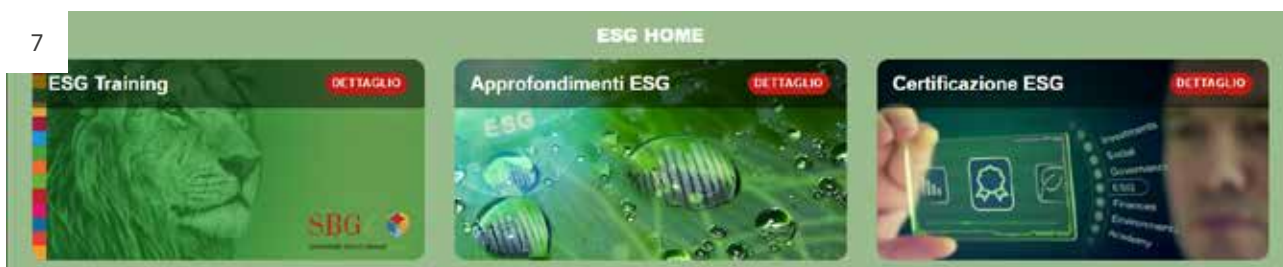 7
ESG HOME
ESG Training
DETTAGLIO
Approfondimenti ESG
DETTAGLIO
Certificazione ESG
DETTAGLIO
SBG
ESG
Investments
Social
Governance
ESG
Finances
Environment
Academy